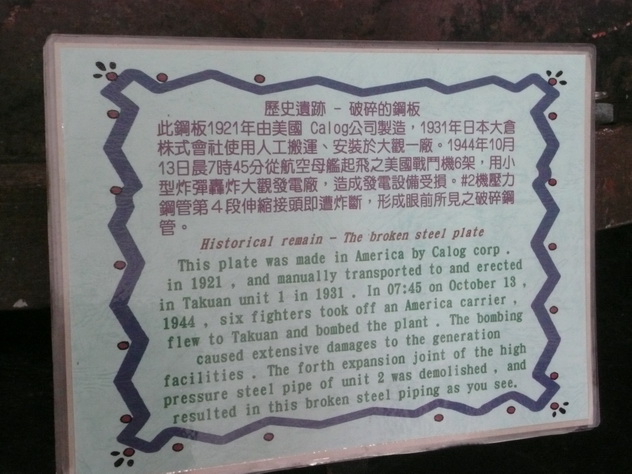 歷史遺跡 - 破碎的鋼板
此鋼板1921年由美國 Calog公司製造，1931年日本大倉
株式會社使用人工搬運、安裝於大觀一廠。1944年10月
13日晨7時45分從航空母艦起飛之美國戰鬥機6架，用小
型炸彈轟炸大觀發電廠，造成發電設備受損。#2機壓力
鋼管第４段伸縮接頭即遭炸斷，形成眼前所見之破碎鋼
管。
Historical remain - The broken steel plate
This plate was made in America by Calog corp .
in 1921 , and manually transported to and erected
in Takuan unit 1 in 1931 . In 07:45 on October 13 ,
1944 , six fighters took off an America carrier ,
flew to Takuan and bombed the plant . The bombing
caused extensive damages to the generation
facilities . The forth expansion joint of the high
pressure steel pipe of unit 2 was demolished , and
resulted in this broken steel piping as you see.